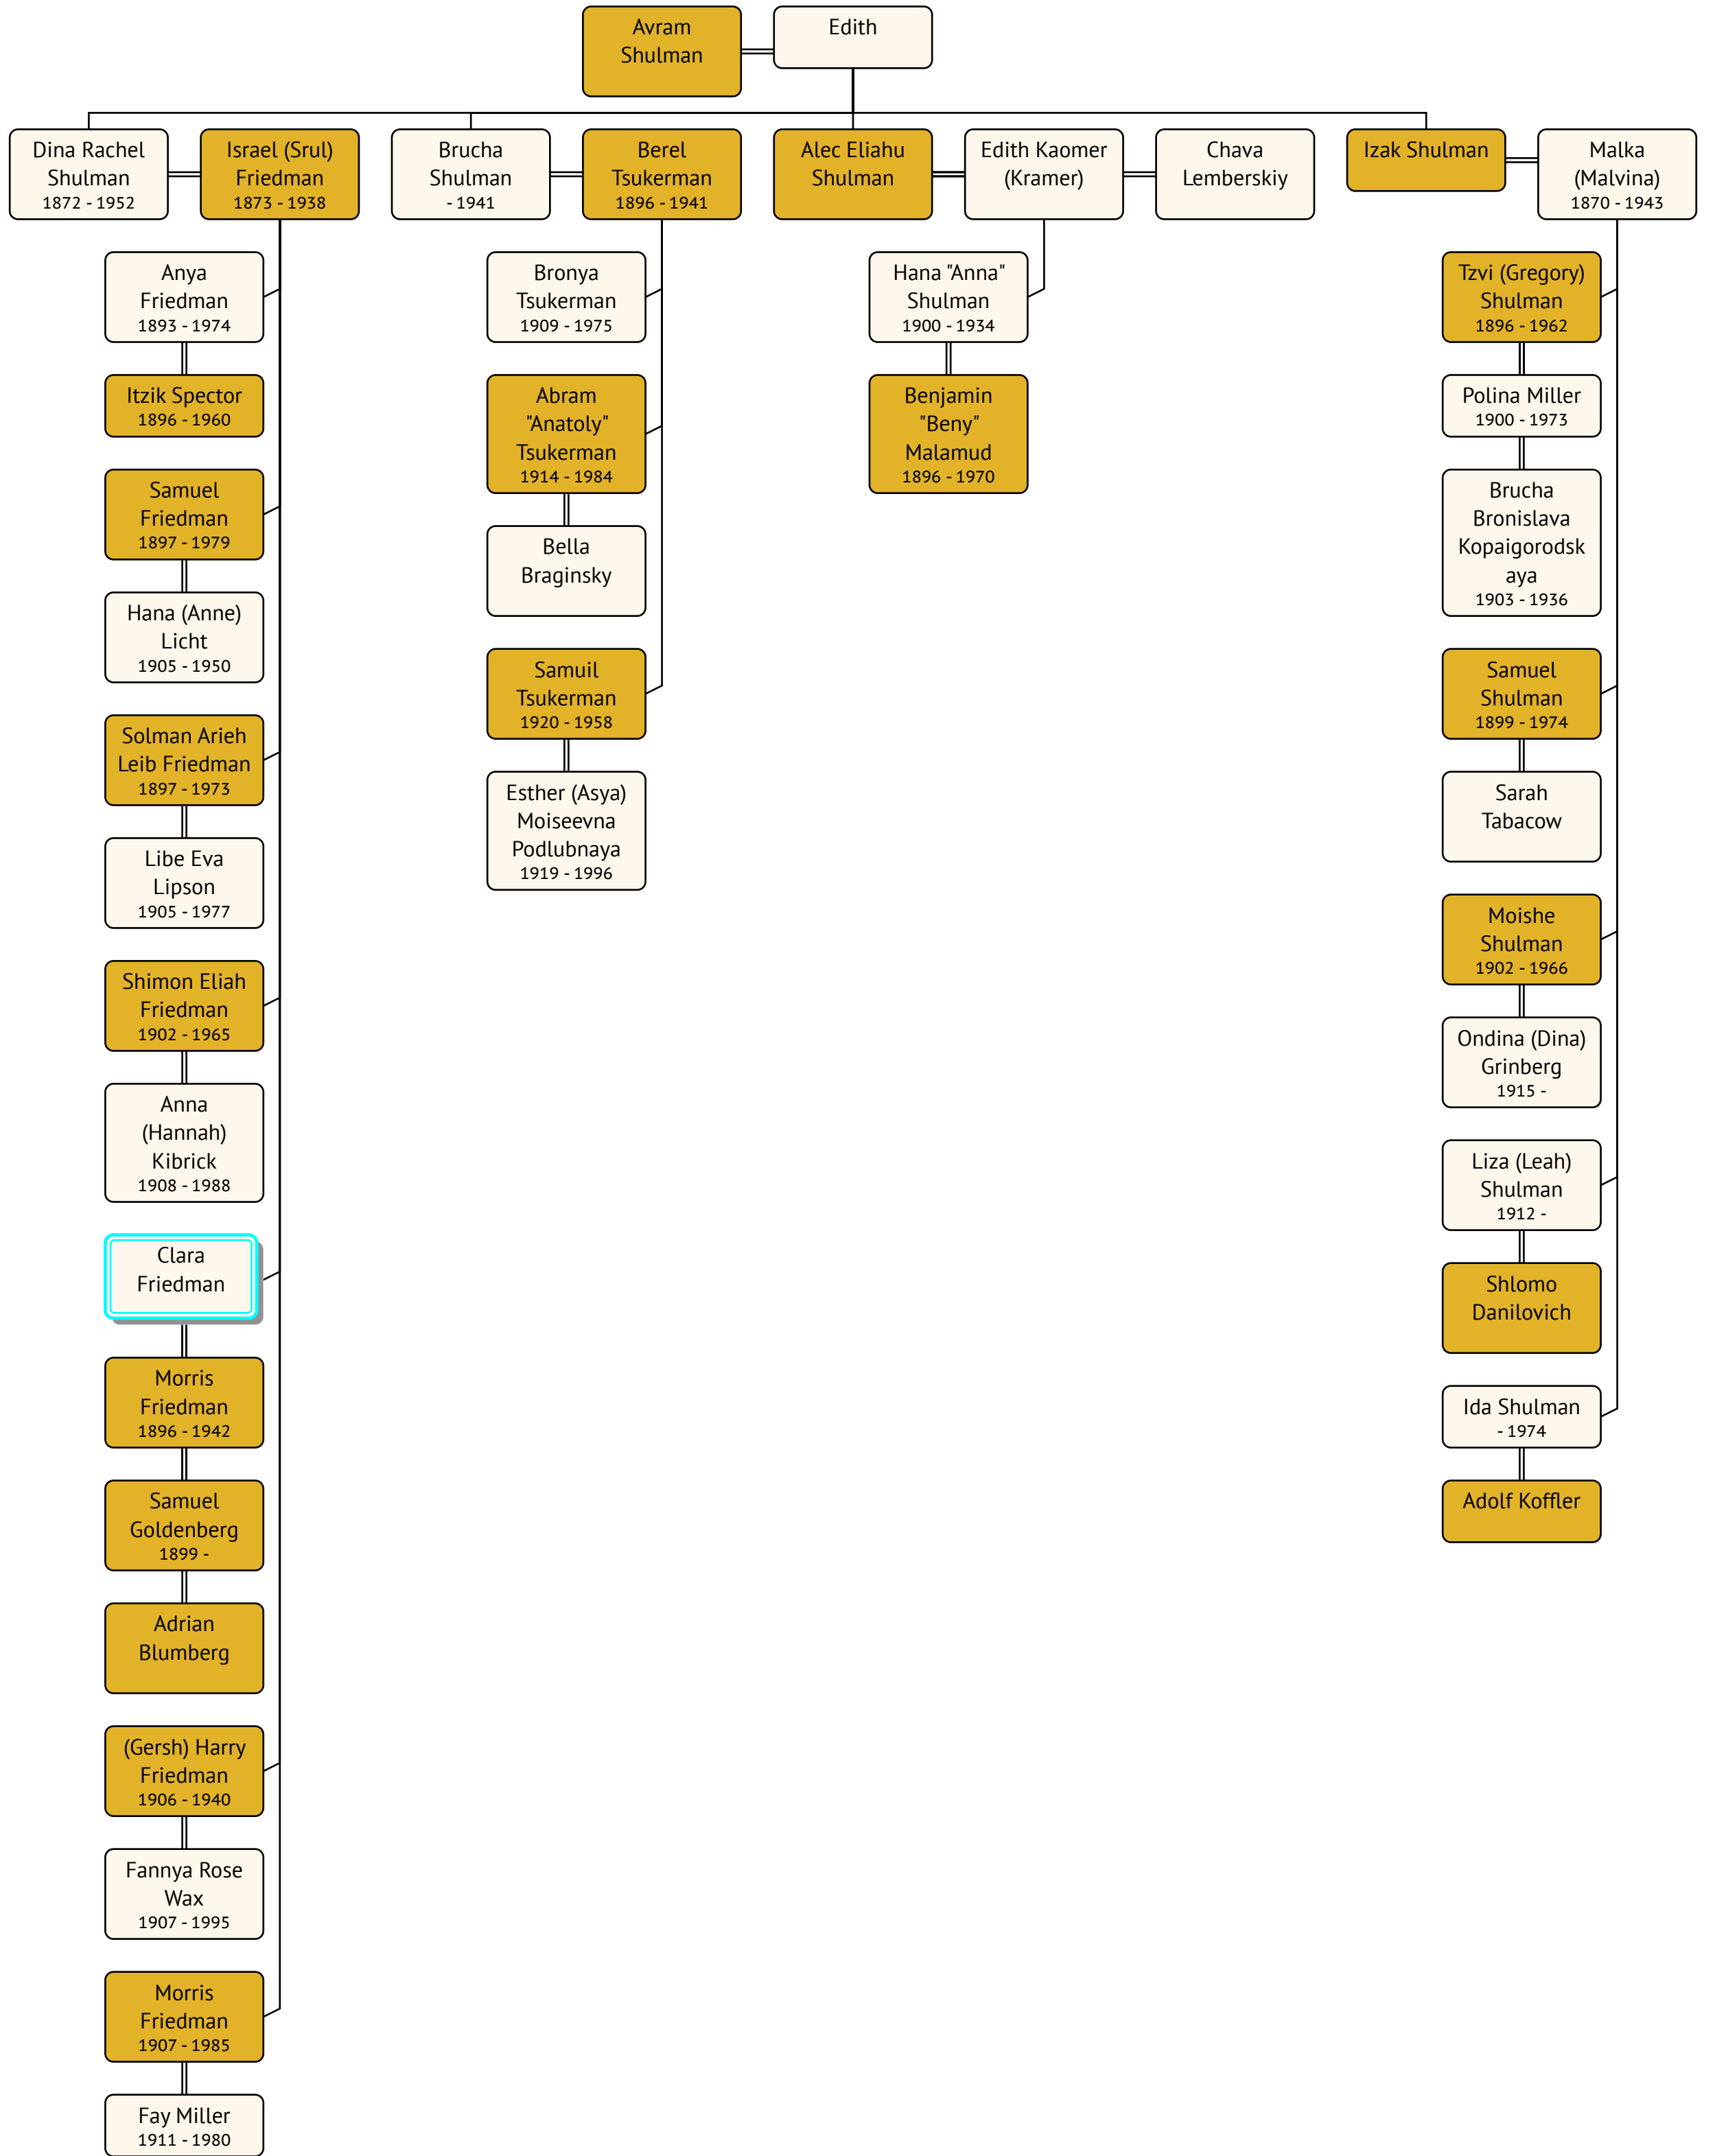 Avram
Shulman
Edith
Dina Rachel
Shulman
1872 - 1952
Israel (Srul)
Friedman
1873 - 1938
Brucha
Shulman
- 1941
Berel
Tsukerman
1896 - 1941
Alec Eliahu
Shulman
Edith Kaomer
(Kramer)
Chava
Lemberskiy
Izak Shulman
Malka
(Malvina)
1870 - 1943
Anya
Friedman
1893 - 1974
Itzik Spector
1896 - 1960
Samuel
Friedman
1897 - 1979
Hana (Anne)
Licht
1905 - 1950
Solman Arieh
Leib Friedman
1897 - 1973
Libe Eva
Lipson
1905 - 1977
Shimon Eliah
Friedman
1902 - 1965
Anna
(Hannah)
Kibrick
1908 - 1988
Clara
Friedman
Morris
Friedman
1896 - 1942
Samuel
Goldenberg
1899 -
Adrian
Blumberg
(Gersh) Harry
Friedman
1906 - 1940
Fannya Rose
Wax
1907 - 1995
Morris
Friedman
1907 - 1985
Fay Miller
1911 - 1980
Bronya
Tsukerman
1909 - 1975
Abram
"Anatoly"
Tsukerman
1914 - 1984
Bella
Braginsky
Samuil
Tsukerman
1920 - 1958
Esther (Asya)
Moiseevna
Podlubnaya
1919 - 1996
Hana "Anna"
Shulman
1900 - 1934
Benjamin
"Beny"
Malamud
1896 - 1970
Tzvi (Gregory)
Shulman
1896 - 1962
Polina Miller
1900 - 1973
Brucha
Bronislava
Kopaigorodsk
aya
1903 - 1936
Samuel
Shulman
1899 - 1974
Sarah
Tabacow
Moishe
Shulman
1902 - 1966
Ondina (Dina)
Grinberg
1915 -
Liza (Leah)
Shulman
1912 -
Shlomo
Danilovich
Ida Shulman
- 1974
Adolf Koffler